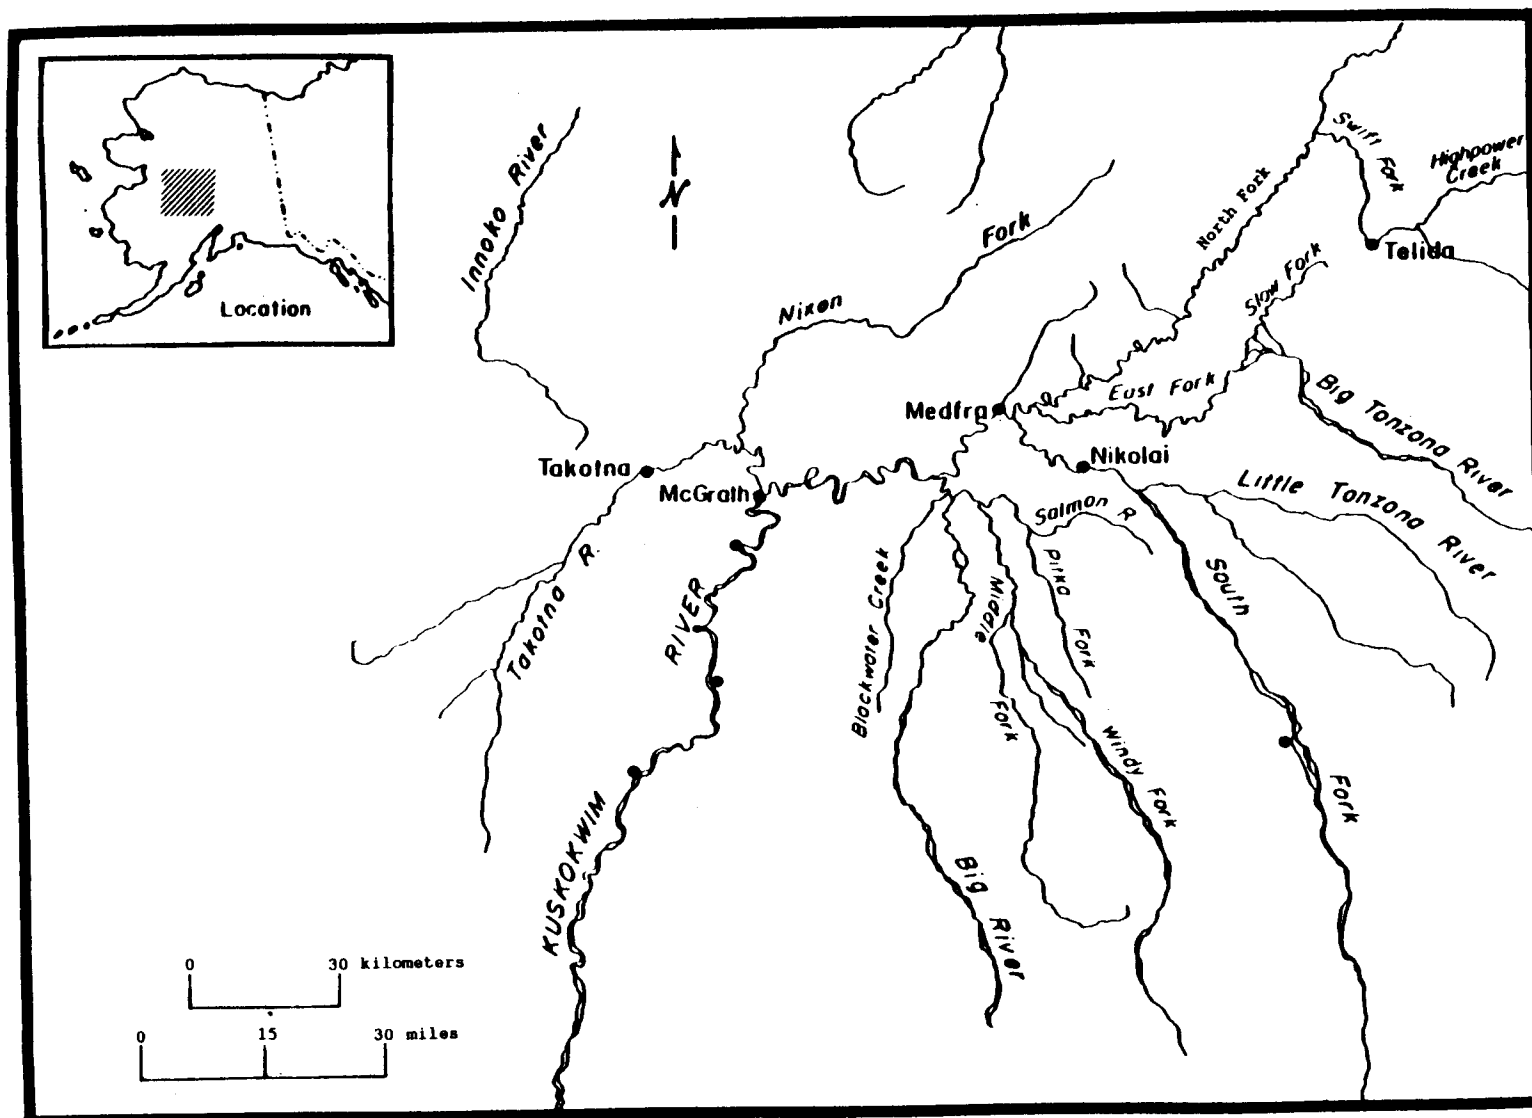 Location
Innoko River
N
Nixon Fork
North Fork
Swift Fork
Highpower
Creek
Telida
Slow Fork
East Fork
Big Tonzona River
Medfra
Nikolai
Little Tonzona River
Takotna
McGrath
Salmon R
Takotna R.
KUSKOKWIM RIVER
Blackwater Creek
Big River
Middle Fork
Pitka Fork
Windy Fork
South Fork
0 30 kilometers
0 15 30 miles